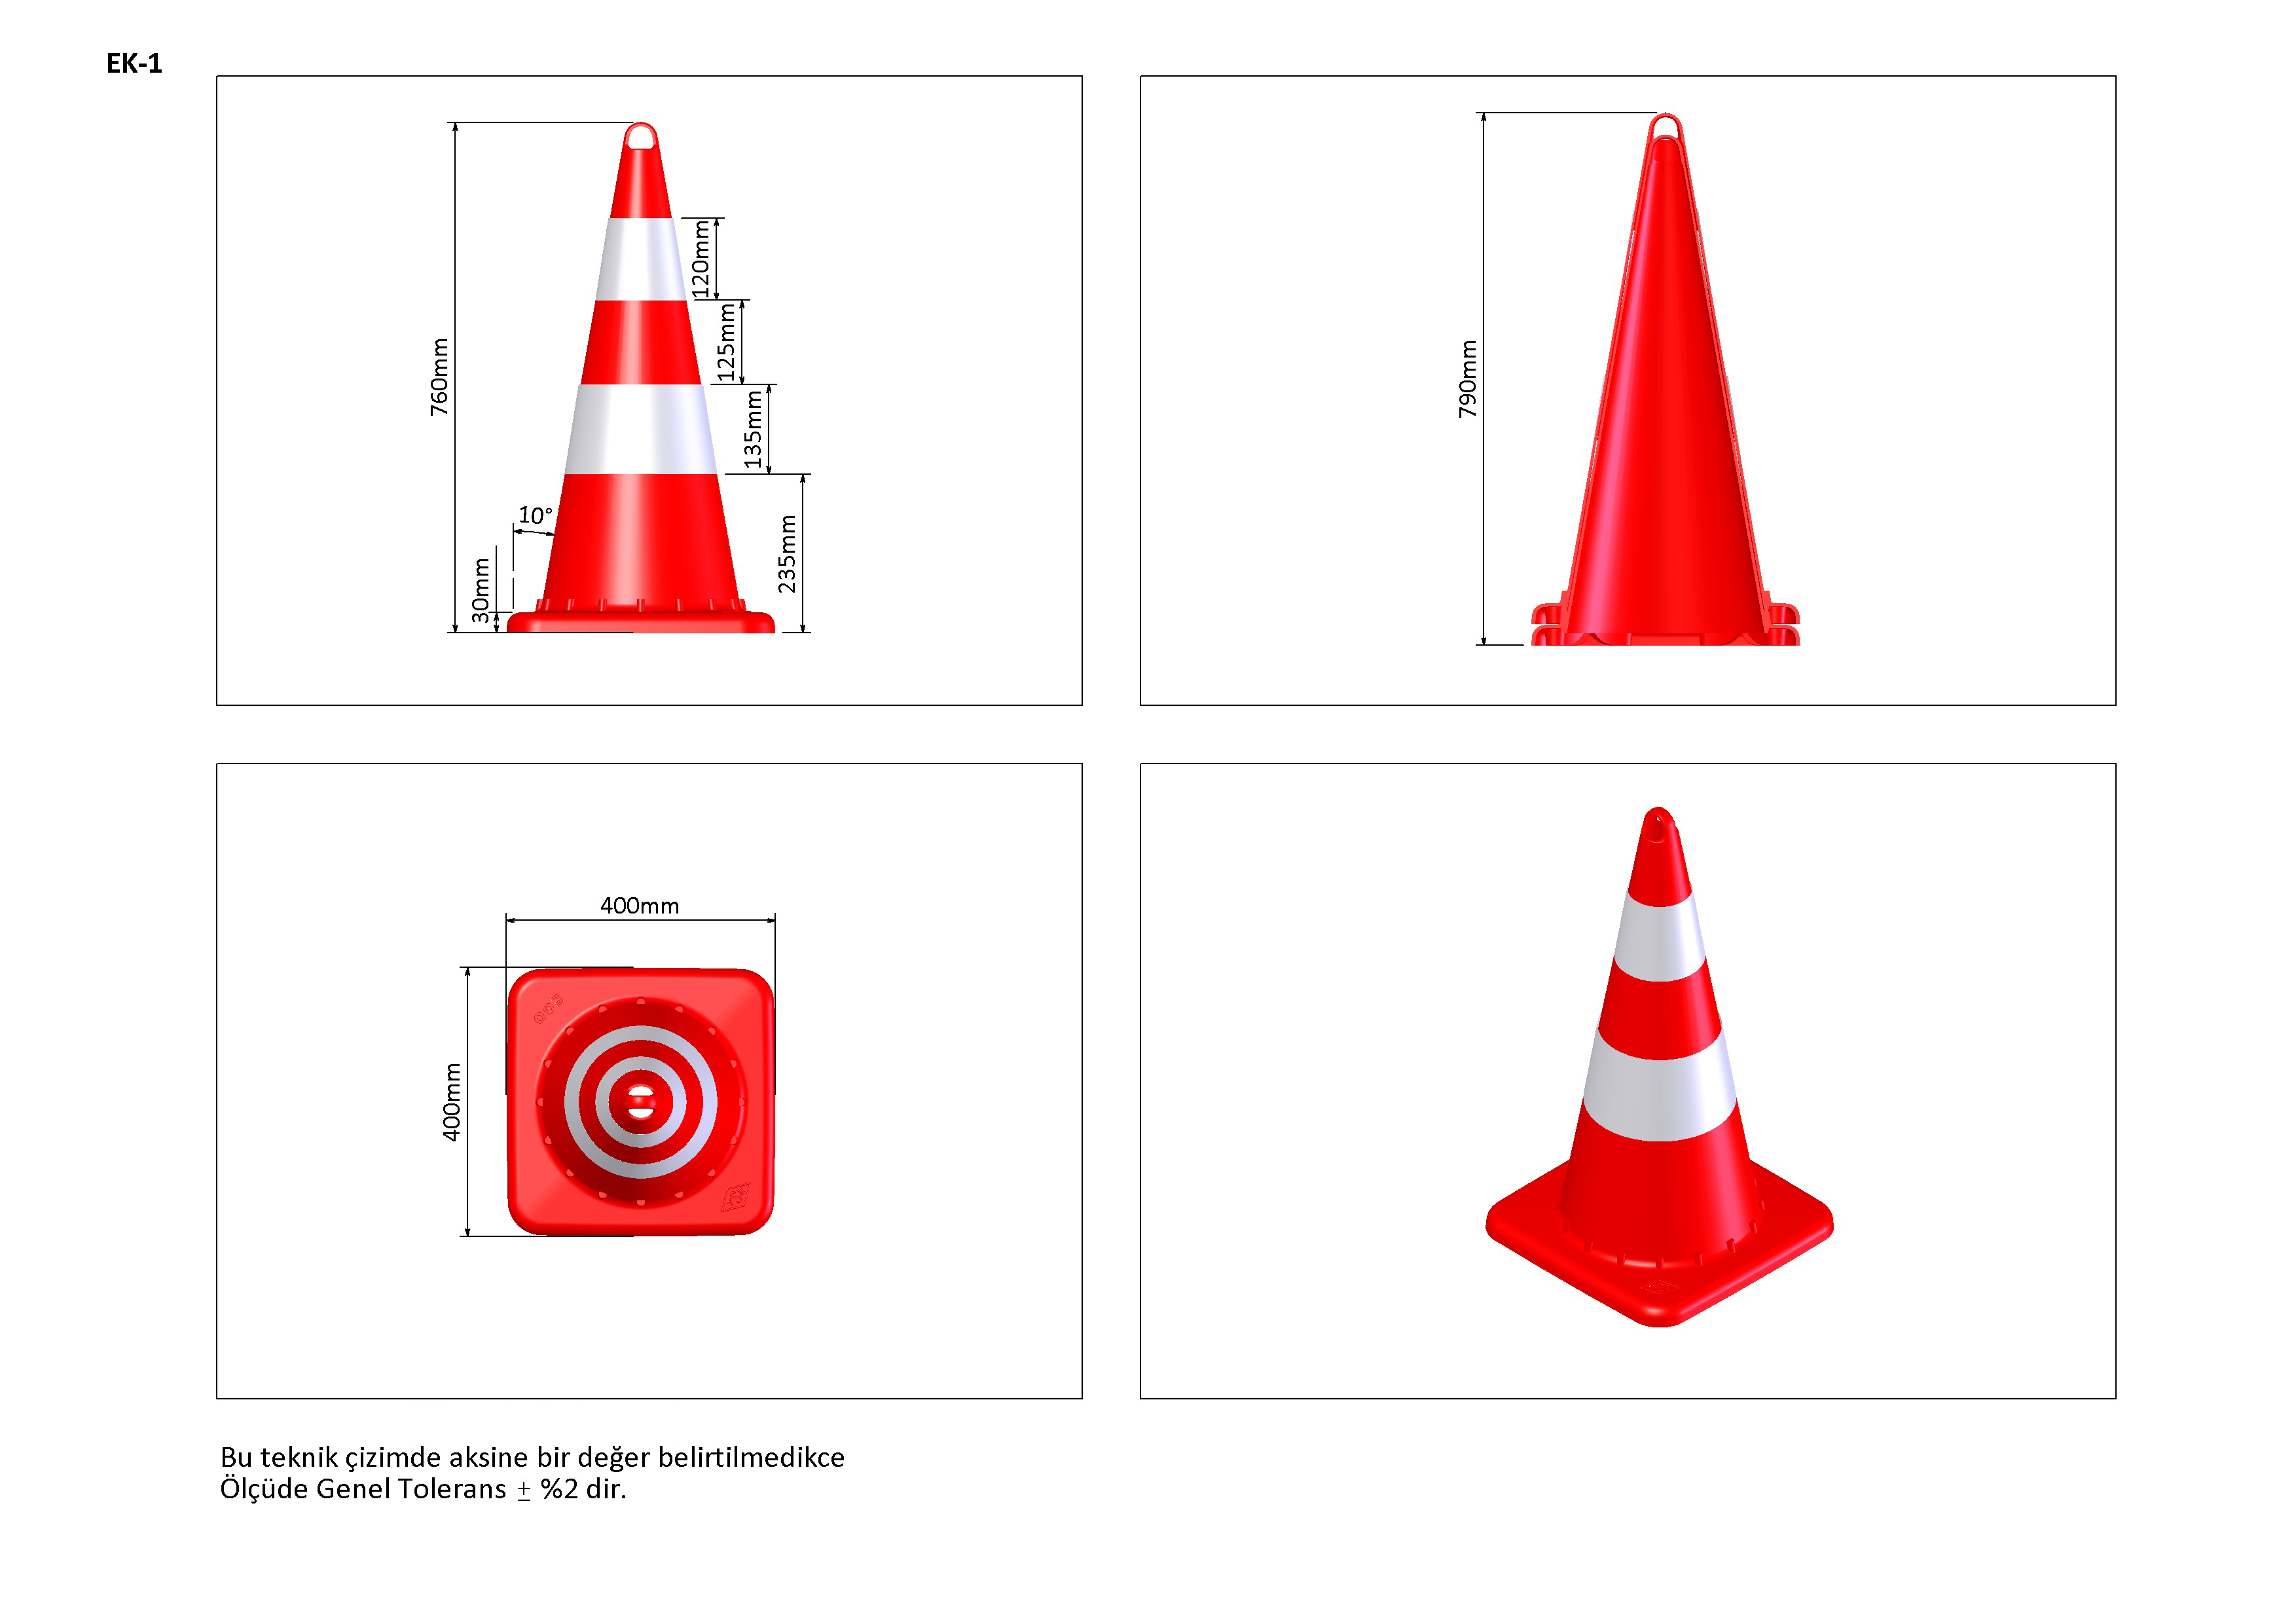 EK-1
760mm
120mm
125mm
135mm
10°
30mm
235mm
790mm
400mm
400mm
Bu teknik çizimde aksine bir değer belirtilmedikce
Ölçüde Genel Tolerans ± %2 dir.